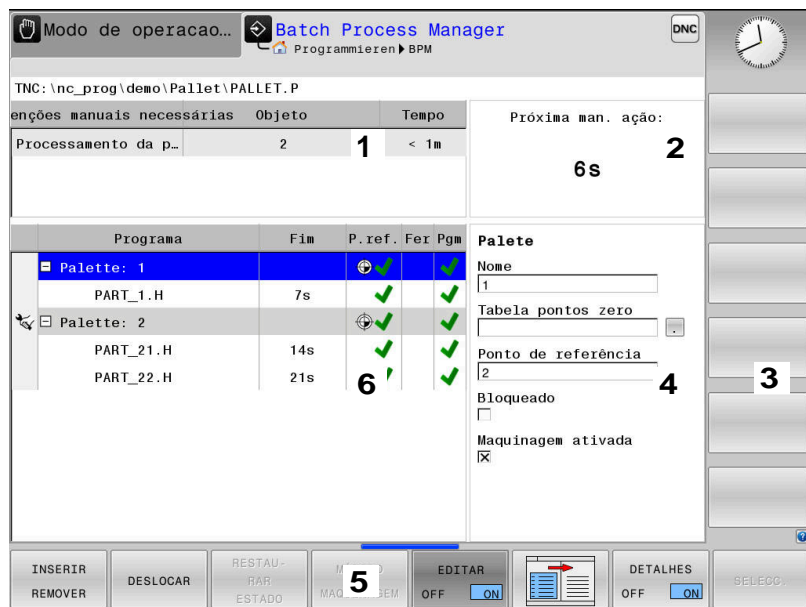 Modo de operacao...
Batch Process Manager
Programmieren BPM
DNC
TNC:\nc_prog\demo\Pallet\PALLET.P
enções manuais necessárias Objeto Tempo
Processamento da p… 2 < 1m
1
Próxima man. ação:
2
6s
Programa Fim P.ref. Fer Pgm
Palette: 1
PART_1.H 7s
Palette: 2
PART_21.H 14s
PART_22.H 21s
6
Palete
Nome
1
Tabela pontos zero
.
Ponto de referência
2
4
Bloqueado
Maquinagem ativada
3
INSERIR
REMOVER
DESLOCAR
RESTAU-
RAR
ESTADO
5
EDITAR
OFF ON
DETALHES
OFF ON
SELECC.